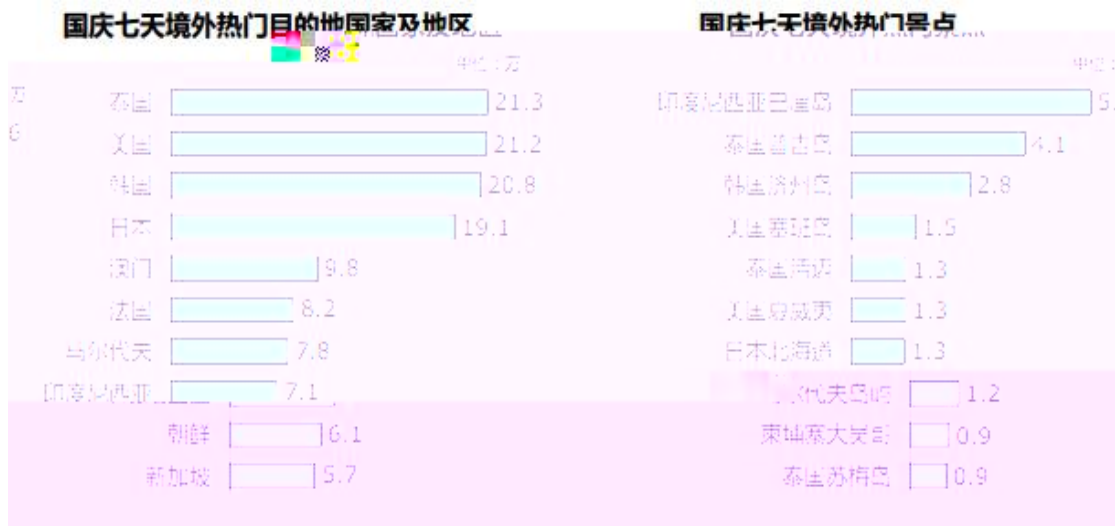 国庆七天境外热门目的地国家及地区
单位：万
泰国 21.3
美国 21.2
韩国 20.8
日本 19.1
澳门 9.8
法国 8.2
马尔代夫 7.8
印度尼西亚 7.1
朝鲜 6.1
新加坡 5.7
国庆七天境外热门景点
印度尼西亚巴厘岛 5.
泰国普吉岛 4.1
韩国济州岛 2.8
美国塞班岛 1.5
泰国清迈 1.3
美国夏威夷 1.3
日本北海道 1.3
代夫岛屿 1.2
柬埔寨大吴哥 0.9
泰国苏梅岛 0.9